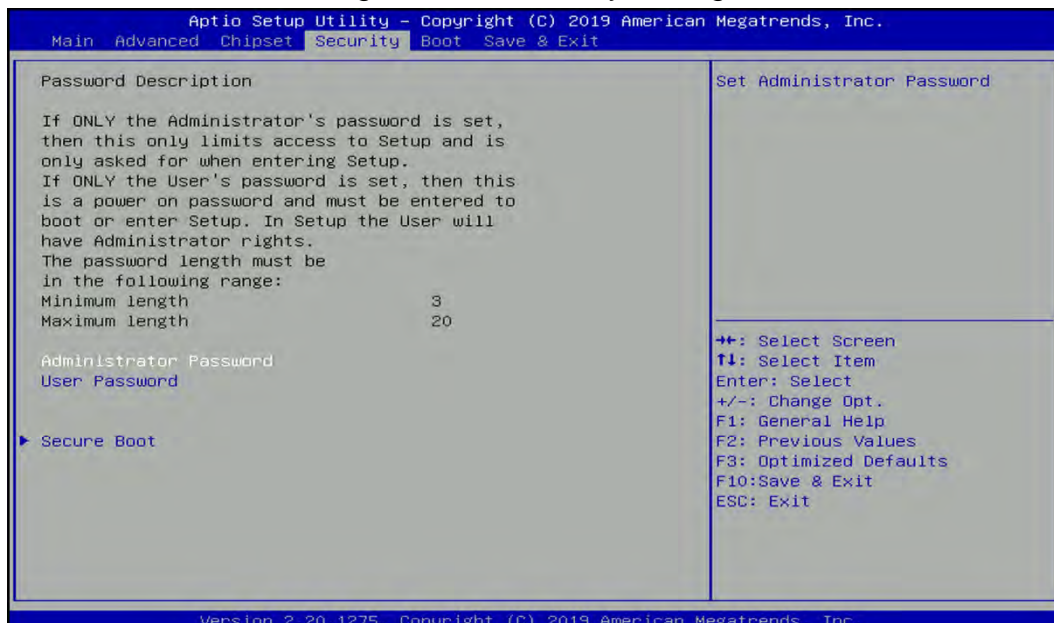 Aptio Setup Utility – Copyright (C) 2019 American Megatrends, Inc.
Main Advanced Chipset Security Boot Save & Exit
Password Description
If ONLY the Administrator's password is set,
then this only limits access to Setup and is
only asked for when entering Setup.
If ONLY the User's password is set, then this
is a power on password and must be entered to
boot or enter Setup. In Setup the User will
have Administrator rights.
The password length must be
in the following range:
Minimum length 3
Maximum length 20
Administrator Password
User Password
Secure Boot
Set Administrator Password
→←: Select Screen
↑↓: Select Item
Enter: Select
+/-: Change Opt.
F1: General Help
F2: Previous Values
F3: Optimized Defaults
F10:Save & Exit
ESC: Exit
Version 2.20.1275. Copyright (C) 2019 American Megatrends, Inc.